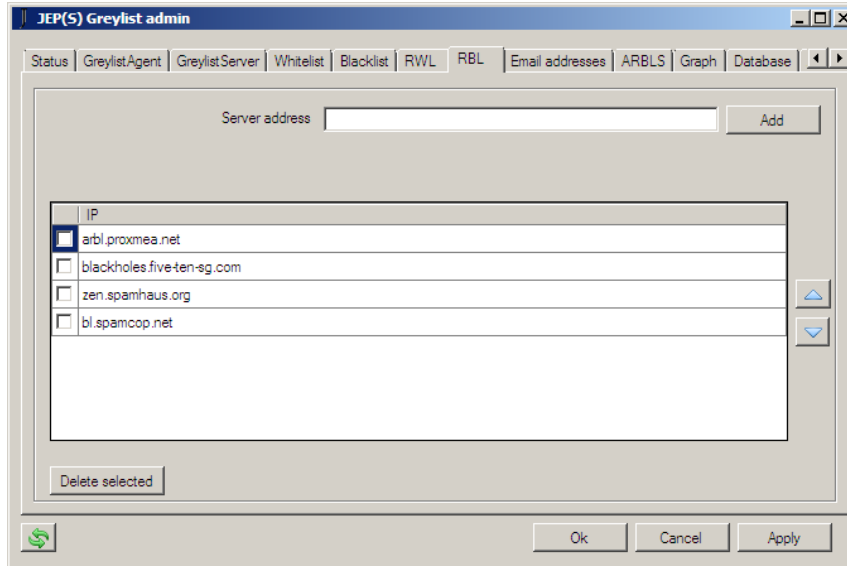 JEP(S) Greylist admin
Status GreylistAgent GreylistServer Whitelist Blacklist RWL RBL Email addresses ARBLS Graph Database
Server address Add
IP
arbl.proxmea.net
blackholes.five-ten-sg.com
zen.spamhaus.org
bl.spamcop.net
Delete selected
Ok Cancel Apply